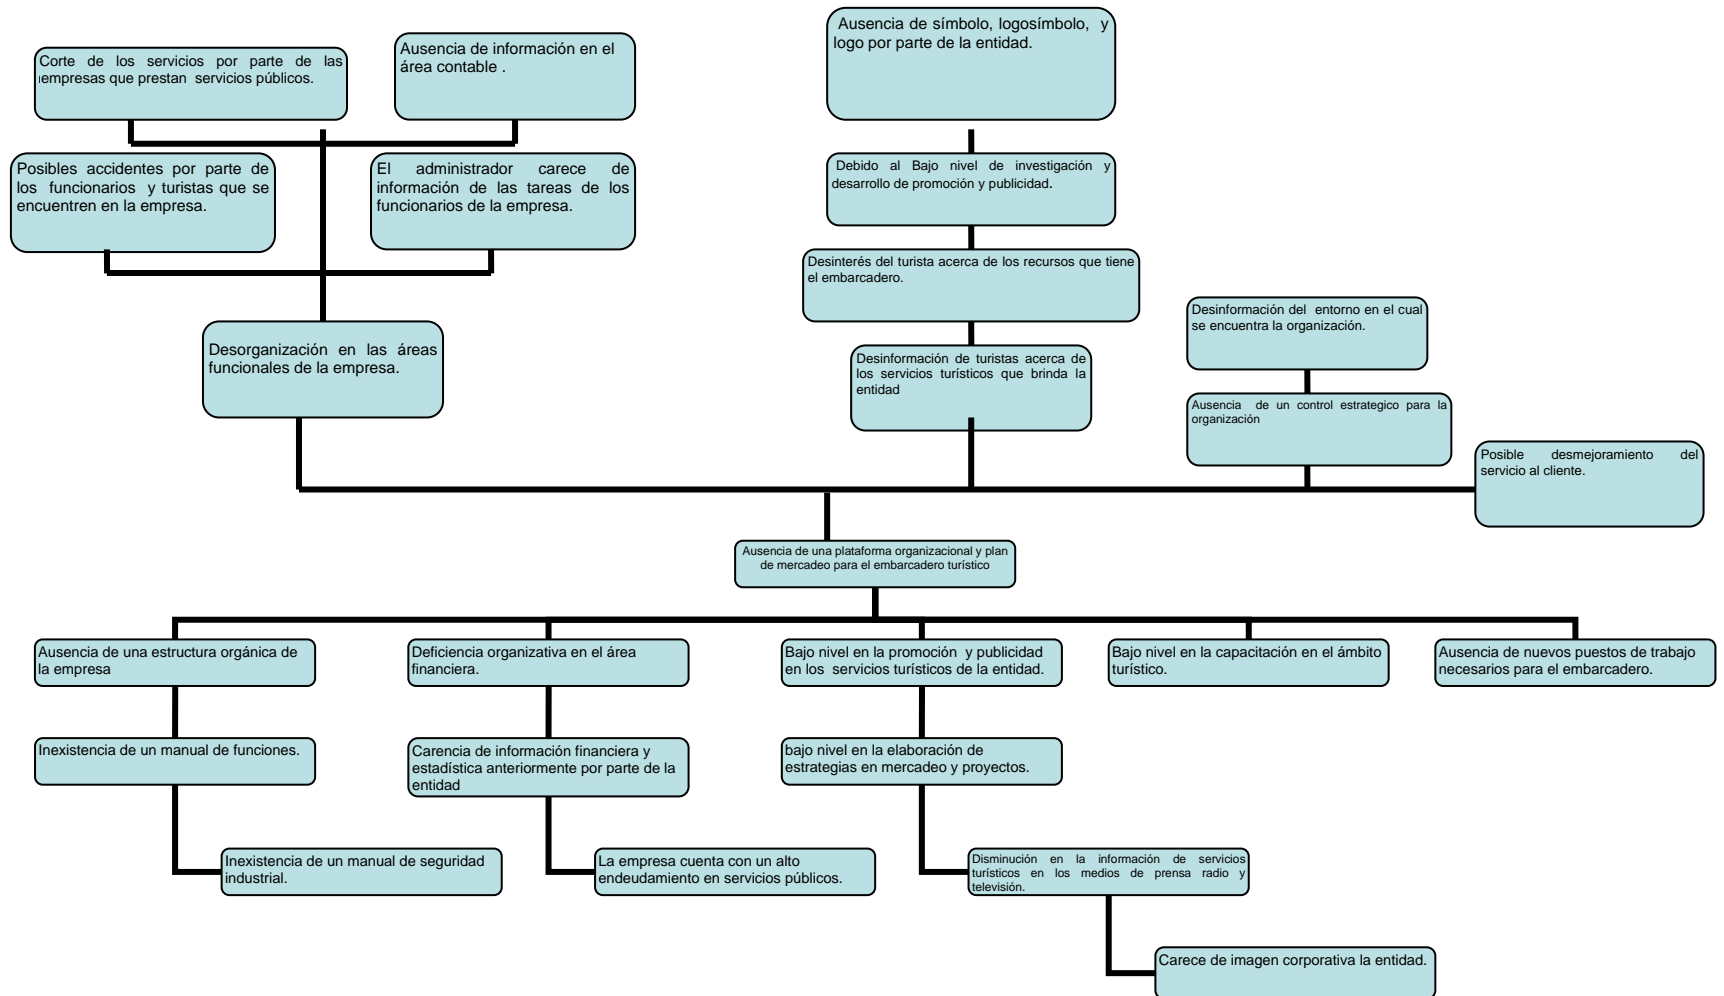 Corte de los servicios por parte de las
empresas que prestan servicios públicos.
Ausencia de información en el
área contable .
Ausencia de símbolo, logosímbolo, y
logo por parte de la entidad.
Posibles accidentes por parte de
los funcionarios y turistas que se
encuentren en la empresa.
El administrador carece de
información de las tareas de los
funcionarios de la empresa.
Debido al Bajo nivel de investigación y
desarrollo de promoción y publicidad.
Desinterés del turista acerca de los recursos que tiene
el embarcadero.
Desinformación del entorno en el cual
se encuentra la organización.
Desorganización en las áreas
funcionales de la empresa.
Desinformación de turistas acerca de
los servicios turísticos que brinda la
entidad
Ausencia de un control estrategico para la
organización
Posible desmejoramiento del
servicio al cliente.
Ausencia de una plataforma organizacional y plan
de mercadeo para el embarcadero turístico
Ausencia de una estructura orgánica de
la empresa
Deficiencia organizativa en el área
financiera.
Bajo nivel en la promoción y publicidad
en los servicios turísticos de la entidad.
Bajo nivel en la capacitación en el ámbito
turístico.
Ausencia de nuevos puestos de trabajo
necesarios para el embarcadero.
Inexistencia de un manual de funciones.
Carencia de información financiera y
estadística anteriormente por parte de la
entidad
bajo nivel en la elaboración de
estrategias en mercadeo y proyectos.
Inexistencia de un manual de seguridad
industrial.
La empresa cuenta con un alto
endeudamiento en servicios públicos.
Disminución en la información de servicios
turísticos en los medios de prensa radio y
televisión.
Carece de imagen corporativa la entidad.